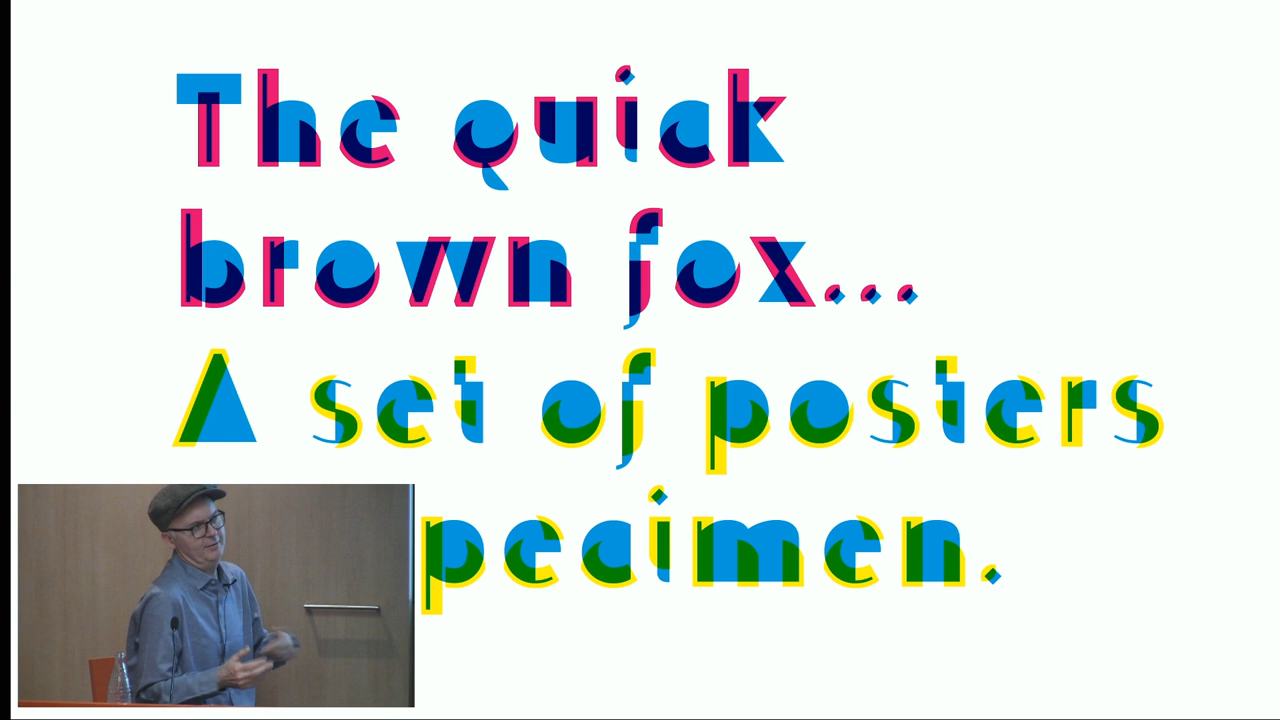 The quick
brown fox...
A set of posters
pecimen.